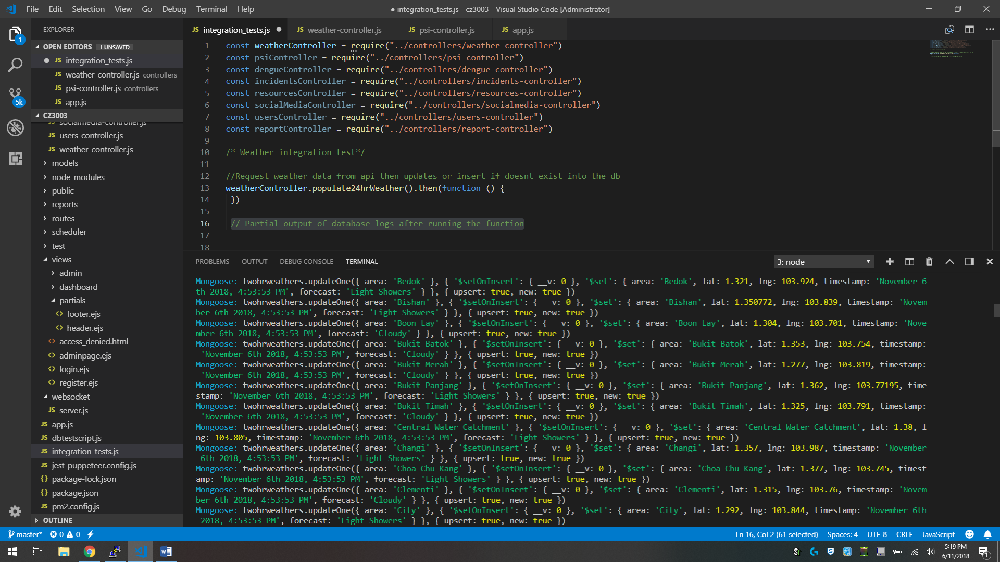 File Edit Selection View Go Debug Terminal Help
● integration_tests.js - cz3003 - Visual Studio Code [Administrator]
EXPLORER
OPEN EDITORS 1 UNSAVED
JS integration_tests.js
JS weather-controller.js controllers
JS psi-controller.js controllers
JS app.js
CZ3003
JS socialmedia-controller.js
JS users-controller.js
JS weather-controller.js
models
node_modules
public
reports
routes
scheduler
test
views
admin
dashboard
partials
<> footer.ejs
<> header.ejs
<> access_denied.html
<> adminpage.ejs
<> login.ejs
<> register.ejs
websocket
JS server.js
JS app.js
JS dbtestscript.js
JS integration_tests.js
JS jest-puppeteer.config.js
{} package-lock.json
{} package.json
JS pm2.config.js
OUTLINE
1
5k
JS integration_tests.js ● JS weather-controller.js JS psi-controller.js JS app.js
1 const weatherController = require("../controllers/weather-controller")
2 const psiController = require("../controllers/psi-controller")
3 const dengueController = require("../controllers/dengue-controller")
4 const incidentsController = require("../controllers/incidents-controller")
5 const resourcesController = require("../controllers/resources-controller")
6 const socialMediaController = require("../controllers/socialmedia-controller")
7 const usersController = require("../controllers/users-controller")
8 const reportController = require("../controllers/report-controller")
9
10 /* Weather integration test*/
11
12 //Request weather data from api then updates or insert if doesnt exist into the db
13 weatherController.populate24hrWeather().then(function () {
14 })
15
16 // Partial output of database logs after running the function
17
18
PROBLEMS OUTPUT DEBUG CONSOLE TERMINAL 3: node
Mongoose: twohrweathers.updateOne({ area: 'Bedok' }, { '$setOnInsert': { __v: 0 }, '$set': { area: 'Bedok', lat: 1.321, lng: 103.924, timestamp: 'November 6
th 2018, 4:53:53 PM', forecast: 'Light Showers' } }, { upsert: true, new: true })
Mongoose: twohrweathers.updateOne({ area: 'Bishan' }, { '$setOnInsert': { __v: 0 }, '$set': { area: 'Bishan', lat: 1.350772, lng: 103.839, timestamp: 'Novem
ber 6th 2018, 4:53:53 PM', forecast: 'Light Showers' } }, { upsert: true, new: true })
Mongoose: twohrweathers.updateOne({ area: 'Boon Lay' }, { '$setOnInsert': { __v: 0 }, '$set': { area: 'Boon Lay', lat: 1.304, lng: 103.701, timestamp: 'Nove
mber 6th 2018, 4:53:53 PM', forecast: 'Cloudy' } }, { upsert: true, new: true })
Mongoose: twohrweathers.updateOne({ area: 'Bukit Batok' }, { '$setOnInsert': { __v: 0 }, '$set': { area: 'Bukit Batok', lat: 1.353, lng: 103.754, timestamp:
'November 6th 2018, 4:53:53 PM', forecast: 'Cloudy' } }, { upsert: true, new: true })
Mongoose: twohrweathers.updateOne({ area: 'Bukit Merah' }, { '$setOnInsert': { __v: 0 }, '$set': { area: 'Bukit Merah', lat: 1.277, lng: 103.819, timestamp:
'November 6th 2018, 4:53:53 PM', forecast: 'Cloudy' } }, { upsert: true, new: true })
Mongoose: twohrweathers.updateOne({ area: 'Bukit Panjang' }, { '$setOnInsert': { __v: 0 }, '$set': { area: 'Bukit Panjang', lat: 1.362, lng: 103.77195, time
stamp: 'November 6th 2018, 4:53:53 PM', forecast: 'Light Showers' } }, { upsert: true, new: true })
Mongoose: twohrweathers.updateOne({ area: 'Bukit Timah' }, { '$setOnInsert': { __v: 0 }, '$set': { area: 'Bukit Timah', lat: 1.325, lng: 103.791, timestamp:
'November 6th 2018, 4:53:53 PM', forecast: 'Cloudy' } }, { upsert: true, new: true })
Mongoose: twohrweathers.updateOne({ area: 'Central Water Catchment' }, { '$setOnInsert': { __v: 0 }, '$set': { area: 'Central Water Catchment', lat: 1.38, l
ng: 103.805, timestamp: 'November 6th 2018, 4:53:53 PM', forecast: 'Light Showers' } }, { upsert: true, new: true })
Mongoose: twohrweathers.updateOne({ area: 'Changi' }, { '$setOnInsert': { __v: 0 }, '$set': { area: 'Changi', lat: 1.357, lng: 103.987, timestamp: 'November
6th 2018, 4:53:53 PM', forecast: 'Light Showers' } }, { upsert: true, new: true })
Mongoose: twohrweathers.updateOne({ area: 'Choa Chu Kang' }, { '$setOnInsert': { __v: 0 }, '$set': { area: 'Choa Chu Kang', lat: 1.377, lng: 103.745, timest
amp: 'November 6th 2018, 4:53:53 PM', forecast: 'Light Showers' } }, { upsert: true, new: true })
Mongoose: twohrweathers.updateOne({ area: 'Clementi' }, { '$setOnInsert': { __v: 0 }, '$set': { area: 'Clementi', lat: 1.315, lng: 103.76, timestamp: 'Novem
ber 6th 2018, 4:53:53 PM', forecast: 'Cloudy' } }, { upsert: true, new: true })
Mongoose: twohrweathers.updateOne({ area: 'City' }, { '$setOnInsert': { __v: 0 }, '$set': { area: 'City', lat: 1.292, lng: 103.844, timestamp: 'November 6th
2018, 4:53:53 PM', forecast: 'Light Showers' } }, { upsert: true, new: true })
master* 0 0 Ln 16, Col 2 (61 selected) Spaces: 4 UTF-8 CRLF JavaScript
5:19 PM
6/11/2018
1